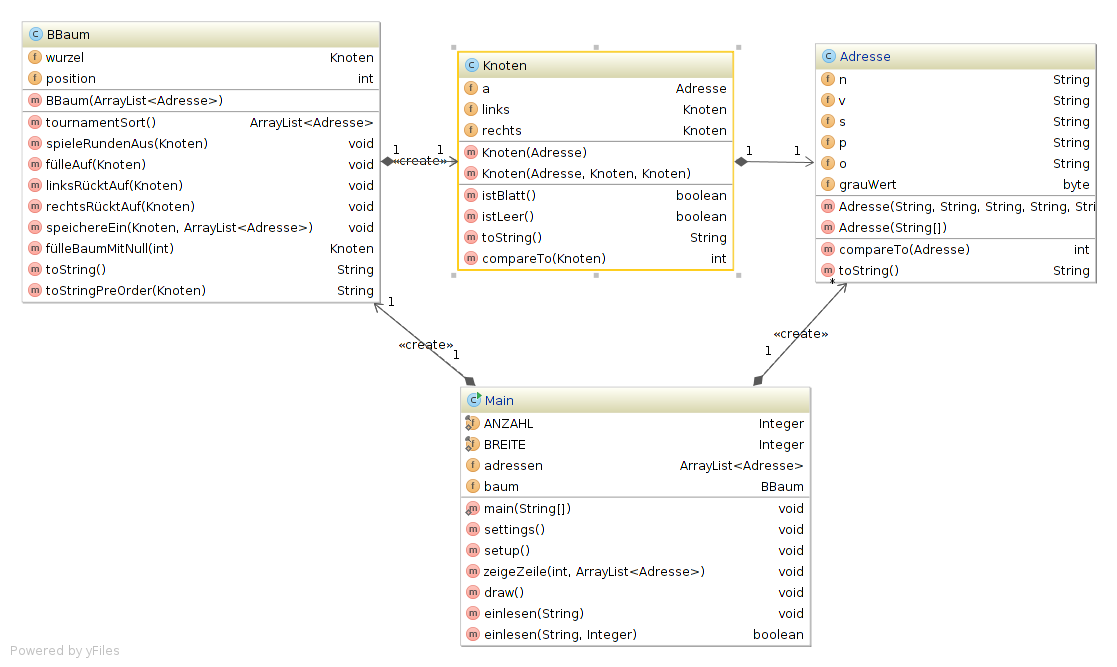 BBaum
wurzel Knoten
position int
BBaum(ArrayList<Adresse>)
tournamentSort() ArrayList<Adresse>
spieleRundenAus(Knoten) void
fülleAuf(Knoten) void
linksRücktAuf(Knoten) void
rechtsRücktAuf(Knoten) void
speichereEin(Knoten, ArrayList<Adresse>) void
fülleBaumMitNull(int) Knoten
toString() String
toStringPreOrder(Knoten) String
1 1
«create»
Knoten
a Adresse
links Knoten
rechts Knoten
Knoten(Adresse)
Knoten(Adresse, Knoten, Knoten)
istBlatt() boolean
istLeer() boolean
toString() String
compareTo(Knoten) int
1 1
Adresse
n String
v String
s String
p String
o String
grauWert byte
Adresse(String, String, String, String, Stri
Adresse(String[])
compareTo(Adresse) int
toString() String
1
«create»
1
*
«create»
1
Main
ANZAHL Integer
BREITE Integer
adressen ArrayList<Adresse>
baum BBaum
main(String[]) void
settings() void
setup() void
zeigeZeile(int, ArrayList<Adresse>) void
draw() void
einlesen(String) void
einlesen(String, Integer) boolean
Powered by yFiles